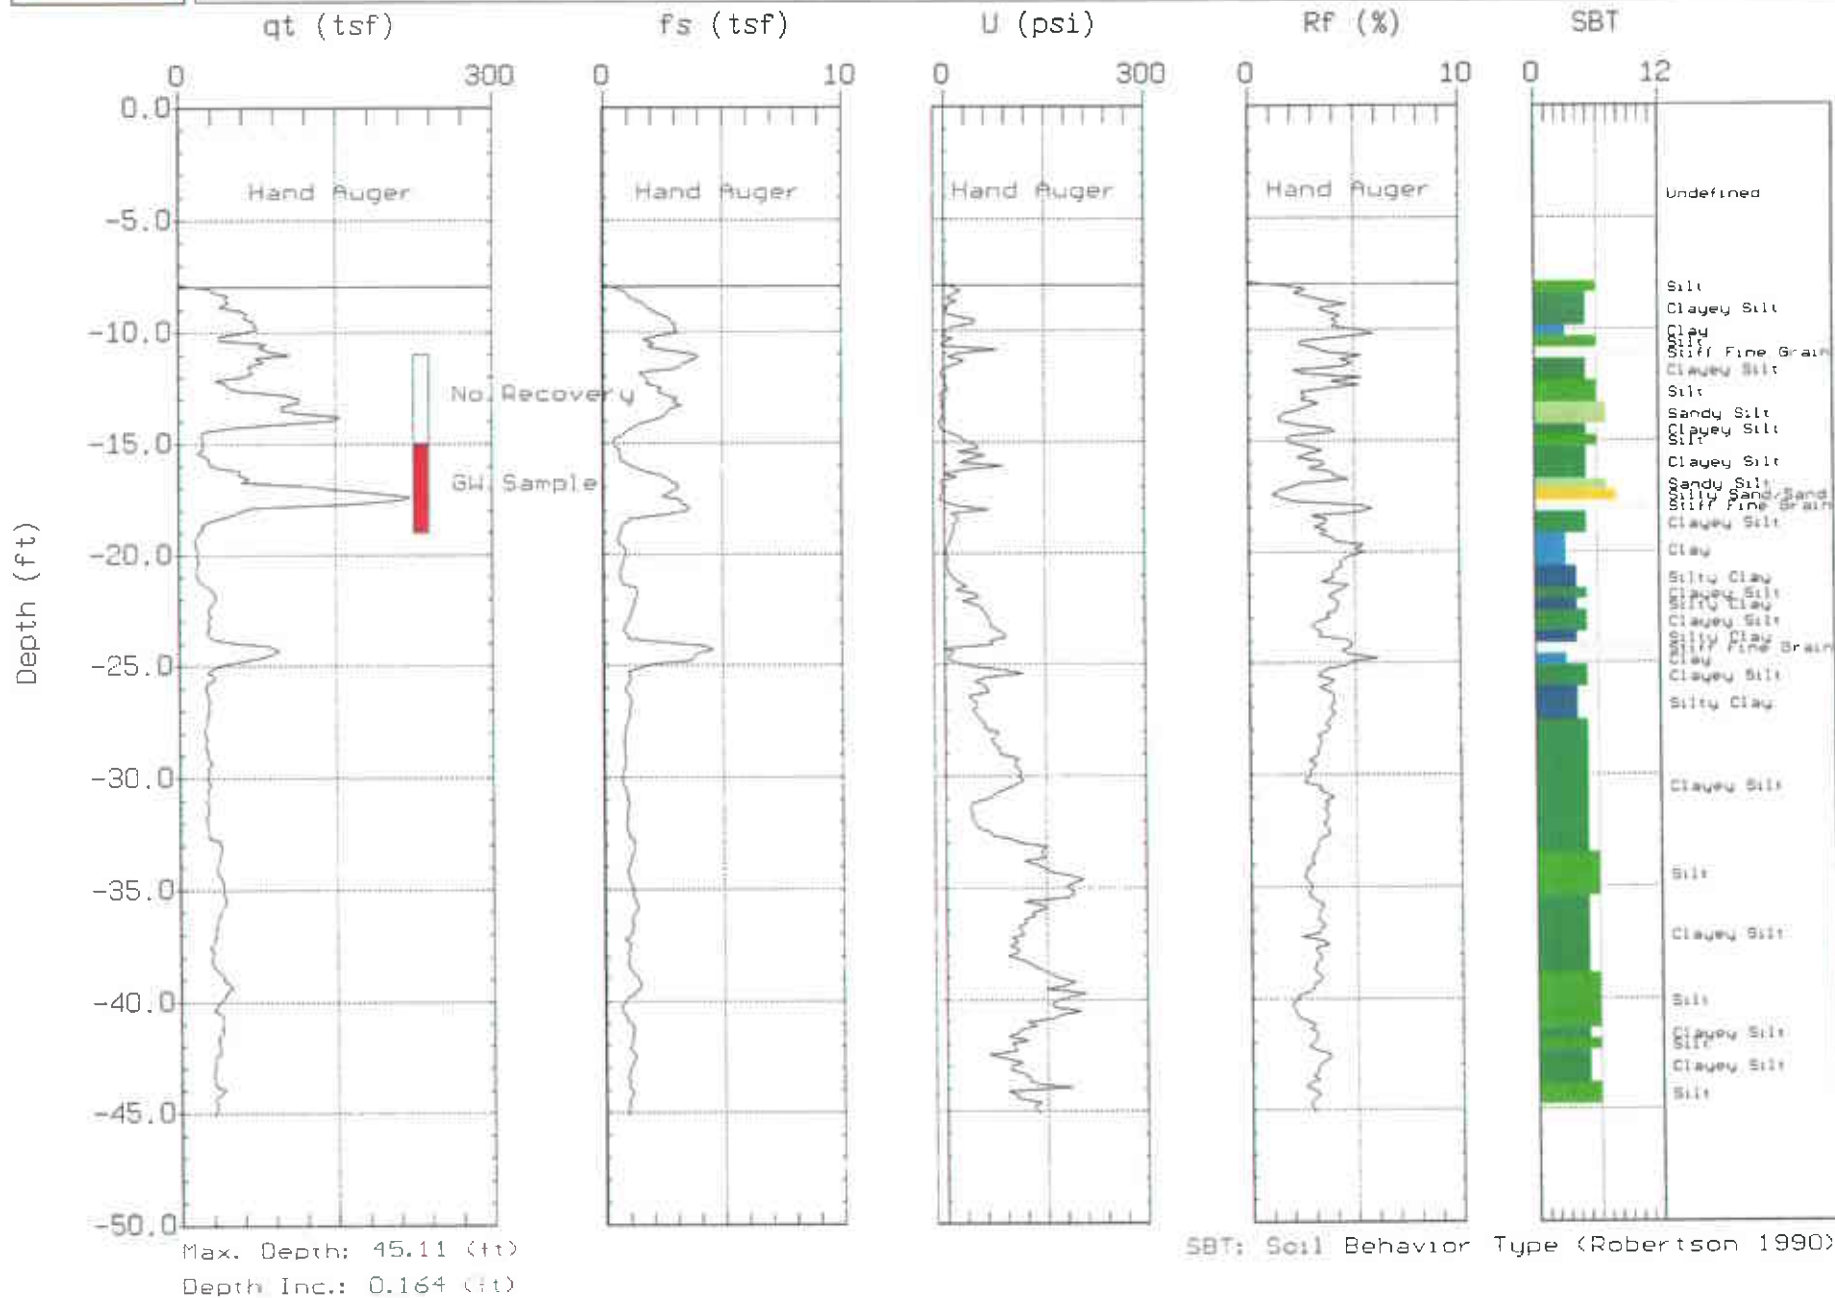 qt (tsf) fs (tsf) U (psi) Rf (%) SBT
0 300 0 10 0 300 0 10 0 12
0.0
Hand Auger Hand Auger Hand Auger Hand Auger Undefined
-5.0
Silt
Clayey Silt
-10.0
Clay
Silt
Stiff Fine Grain
Clayey Silt
No Recovery
Silt
Sandy Silt
Clayey Silt
-15.0
Silt
Clayey Silt
GW Sample
Sandy Silt
Silty Sand/Sand
Stiff Fine Grain
Clayey Silt
-20.0
Clay
Silty Clay
Clayey Silt
Silty Clay
Clayey Silt
Silty Clay
Stiff Fine Grain
Clay
-25.0
Clayey Silt
Silty Clay
-30.0
Clayey Silt
Silt
-35.0
Clayey Silt
-40.0
Silt
Clayey Silt
Silt
Clayey Silt
Silt
-45.0
-50.0
Depth (ft)
Max. Depth: 45.11 (ft)
Depth Inc.: 0.164 (ft)
SBT: Soil Behavior Type (Robertson 1990)